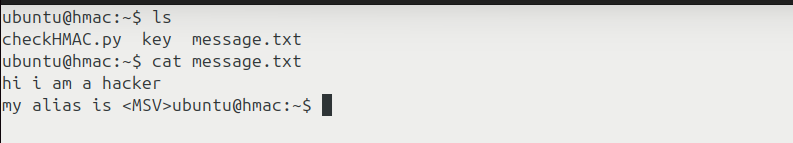 ubuntu@hmac:~$ ls
checkHMAC.py  key  message.txt
ubuntu@hmac:~$ cat message.txt
hi i am a hacker
my alias is <MSV>ubuntu@hmac:~$